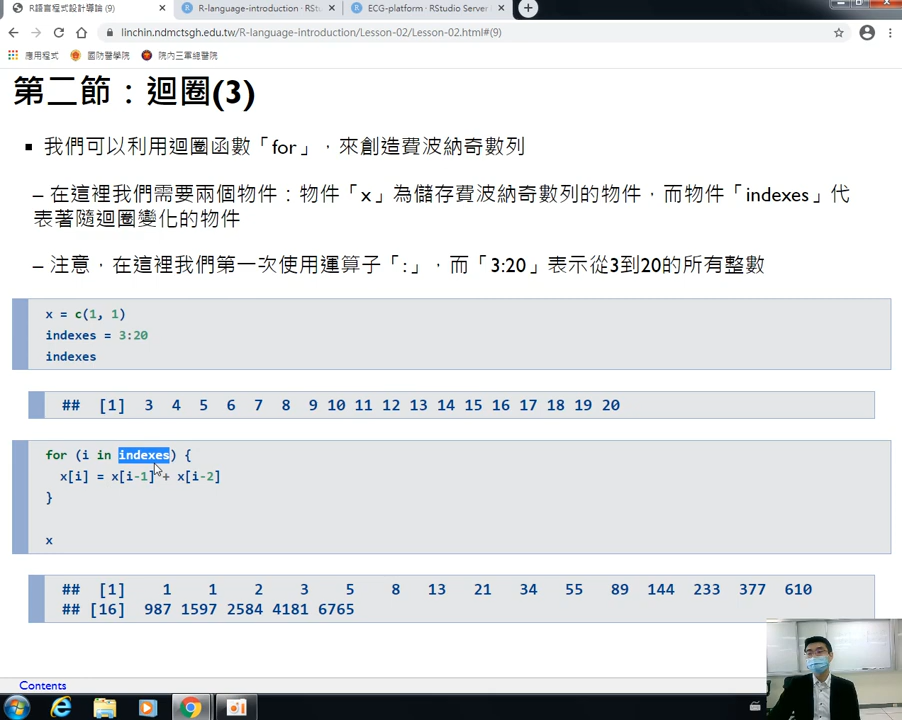 R語言程式設計導論 (9)
R-language-introduction · RStu
ECG-platform · RStudio Server
linchin.ndmctsgh.edu.tw/R-language-introduction/Lesson-02/Lesson-02.html#(9)
應用程式 國防醫學院 院內三軍總醫院
第二節：迴圈(3)
▪ 我們可以利用迴圈函數「for」，來創造費波納奇數列
– 在這裡我們需要兩個物件：物件「x」為儲存費波納奇數列的物件，而物件「indexes」代
表著隨迴圈變化的物件
– 注意，在這裡我們第一次使用運算子「:」，而「3:20」表示從3到20的所有整數
x = c(1, 1)
indexes = 3:20
indexes
## [1] 3 4 5 6 7 8 9 10 11 12 13 14 15 16 17 18 19 20
for (i in indexes) {
x[i] = x[i-1] + x[i-2]
}
x
## [1] 1 1 2 3 5 8 13 21 34 55 89 144 233 377 610
## [16] 987 1597 2584 4181 6765
Contents